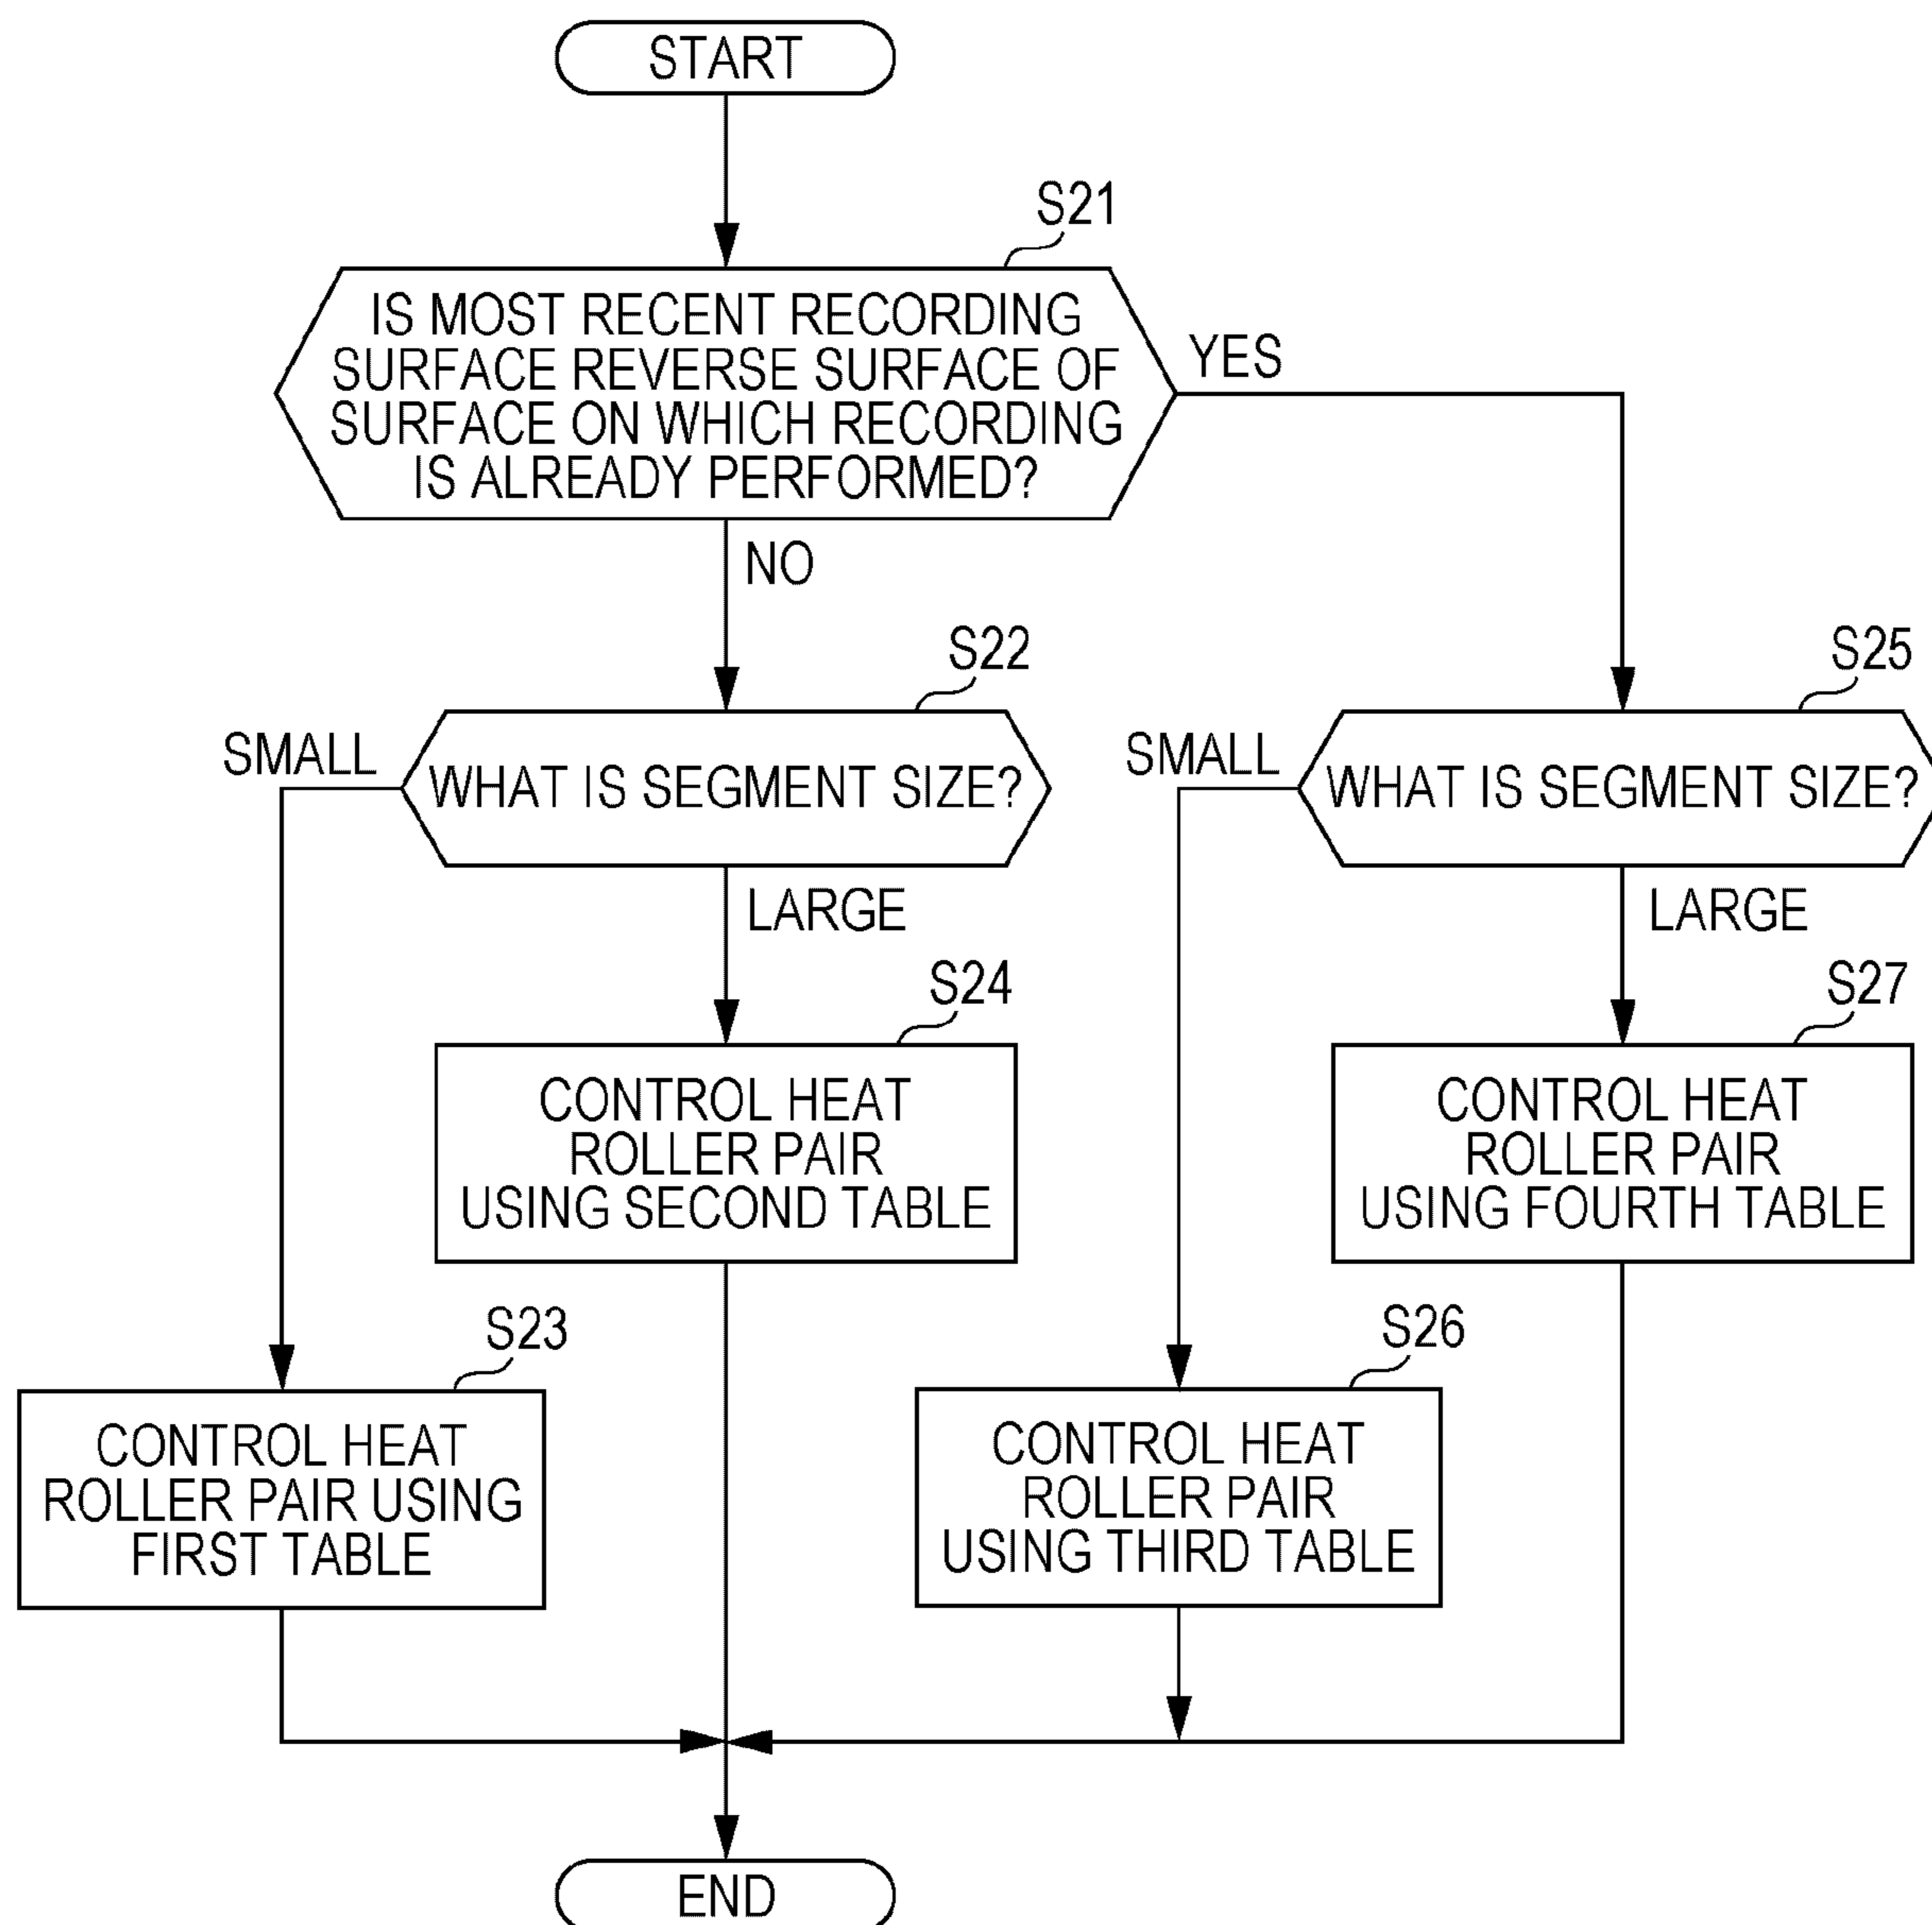 START
S21
IS MOST RECENT RECORDING
SURFACE REVERSE SURFACE OF
SURFACE ON WHICH RECORDING
IS ALREADY PERFORMED?
YES
NO
S22
SMALL
WHAT IS SEGMENT SIZE?
LARGE
S25
SMALL
WHAT IS SEGMENT SIZE?
LARGE
S24
CONTROL HEAT
ROLLER PAIR
USING SECOND TABLE
S27
CONTROL HEAT
ROLLER PAIR
USING FOURTH TABLE
S23
CONTROL HEAT
ROLLER PAIR USING
FIRST TABLE
S26
CONTROL HEAT
ROLLER PAIR
USING THIRD TABLE
END